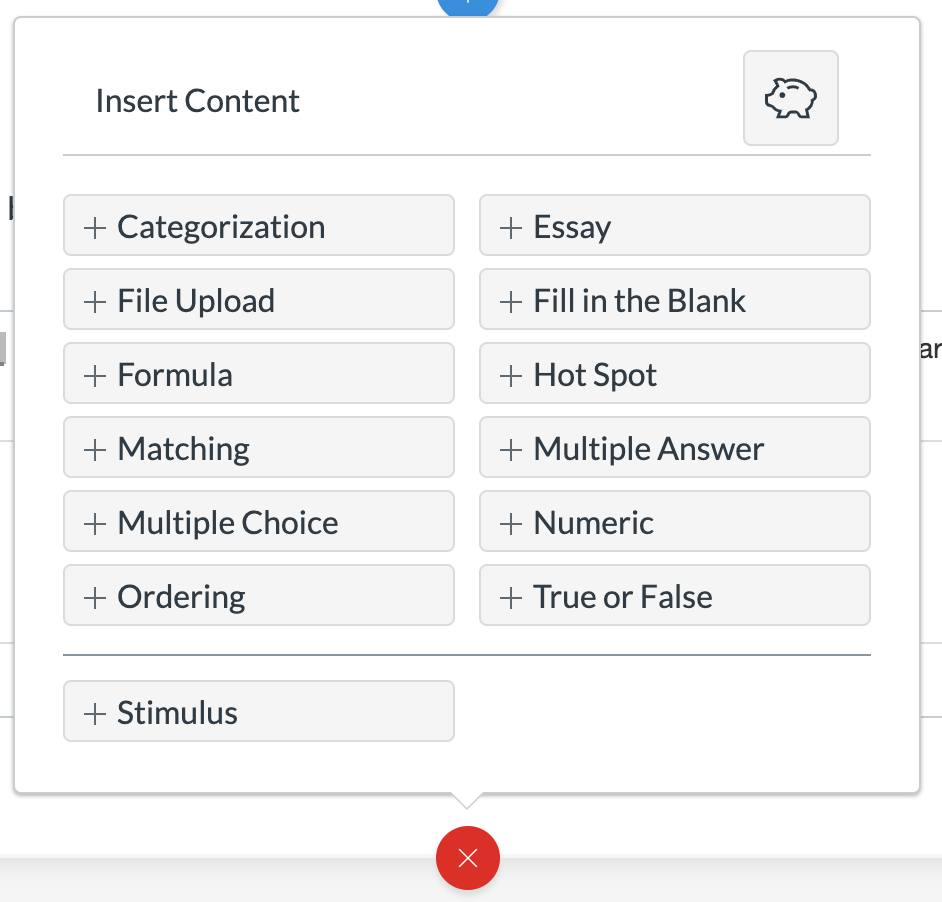 Insert Content
+ Categorization
+ Essay
+ File Upload
+ Fill in the Blank
+ Formula
+ Hot Spot
+ Matching
+ Multiple Answer
+ Multiple Choice
+ Numeric
+ Ordering
+ True or False
+ Stimulus